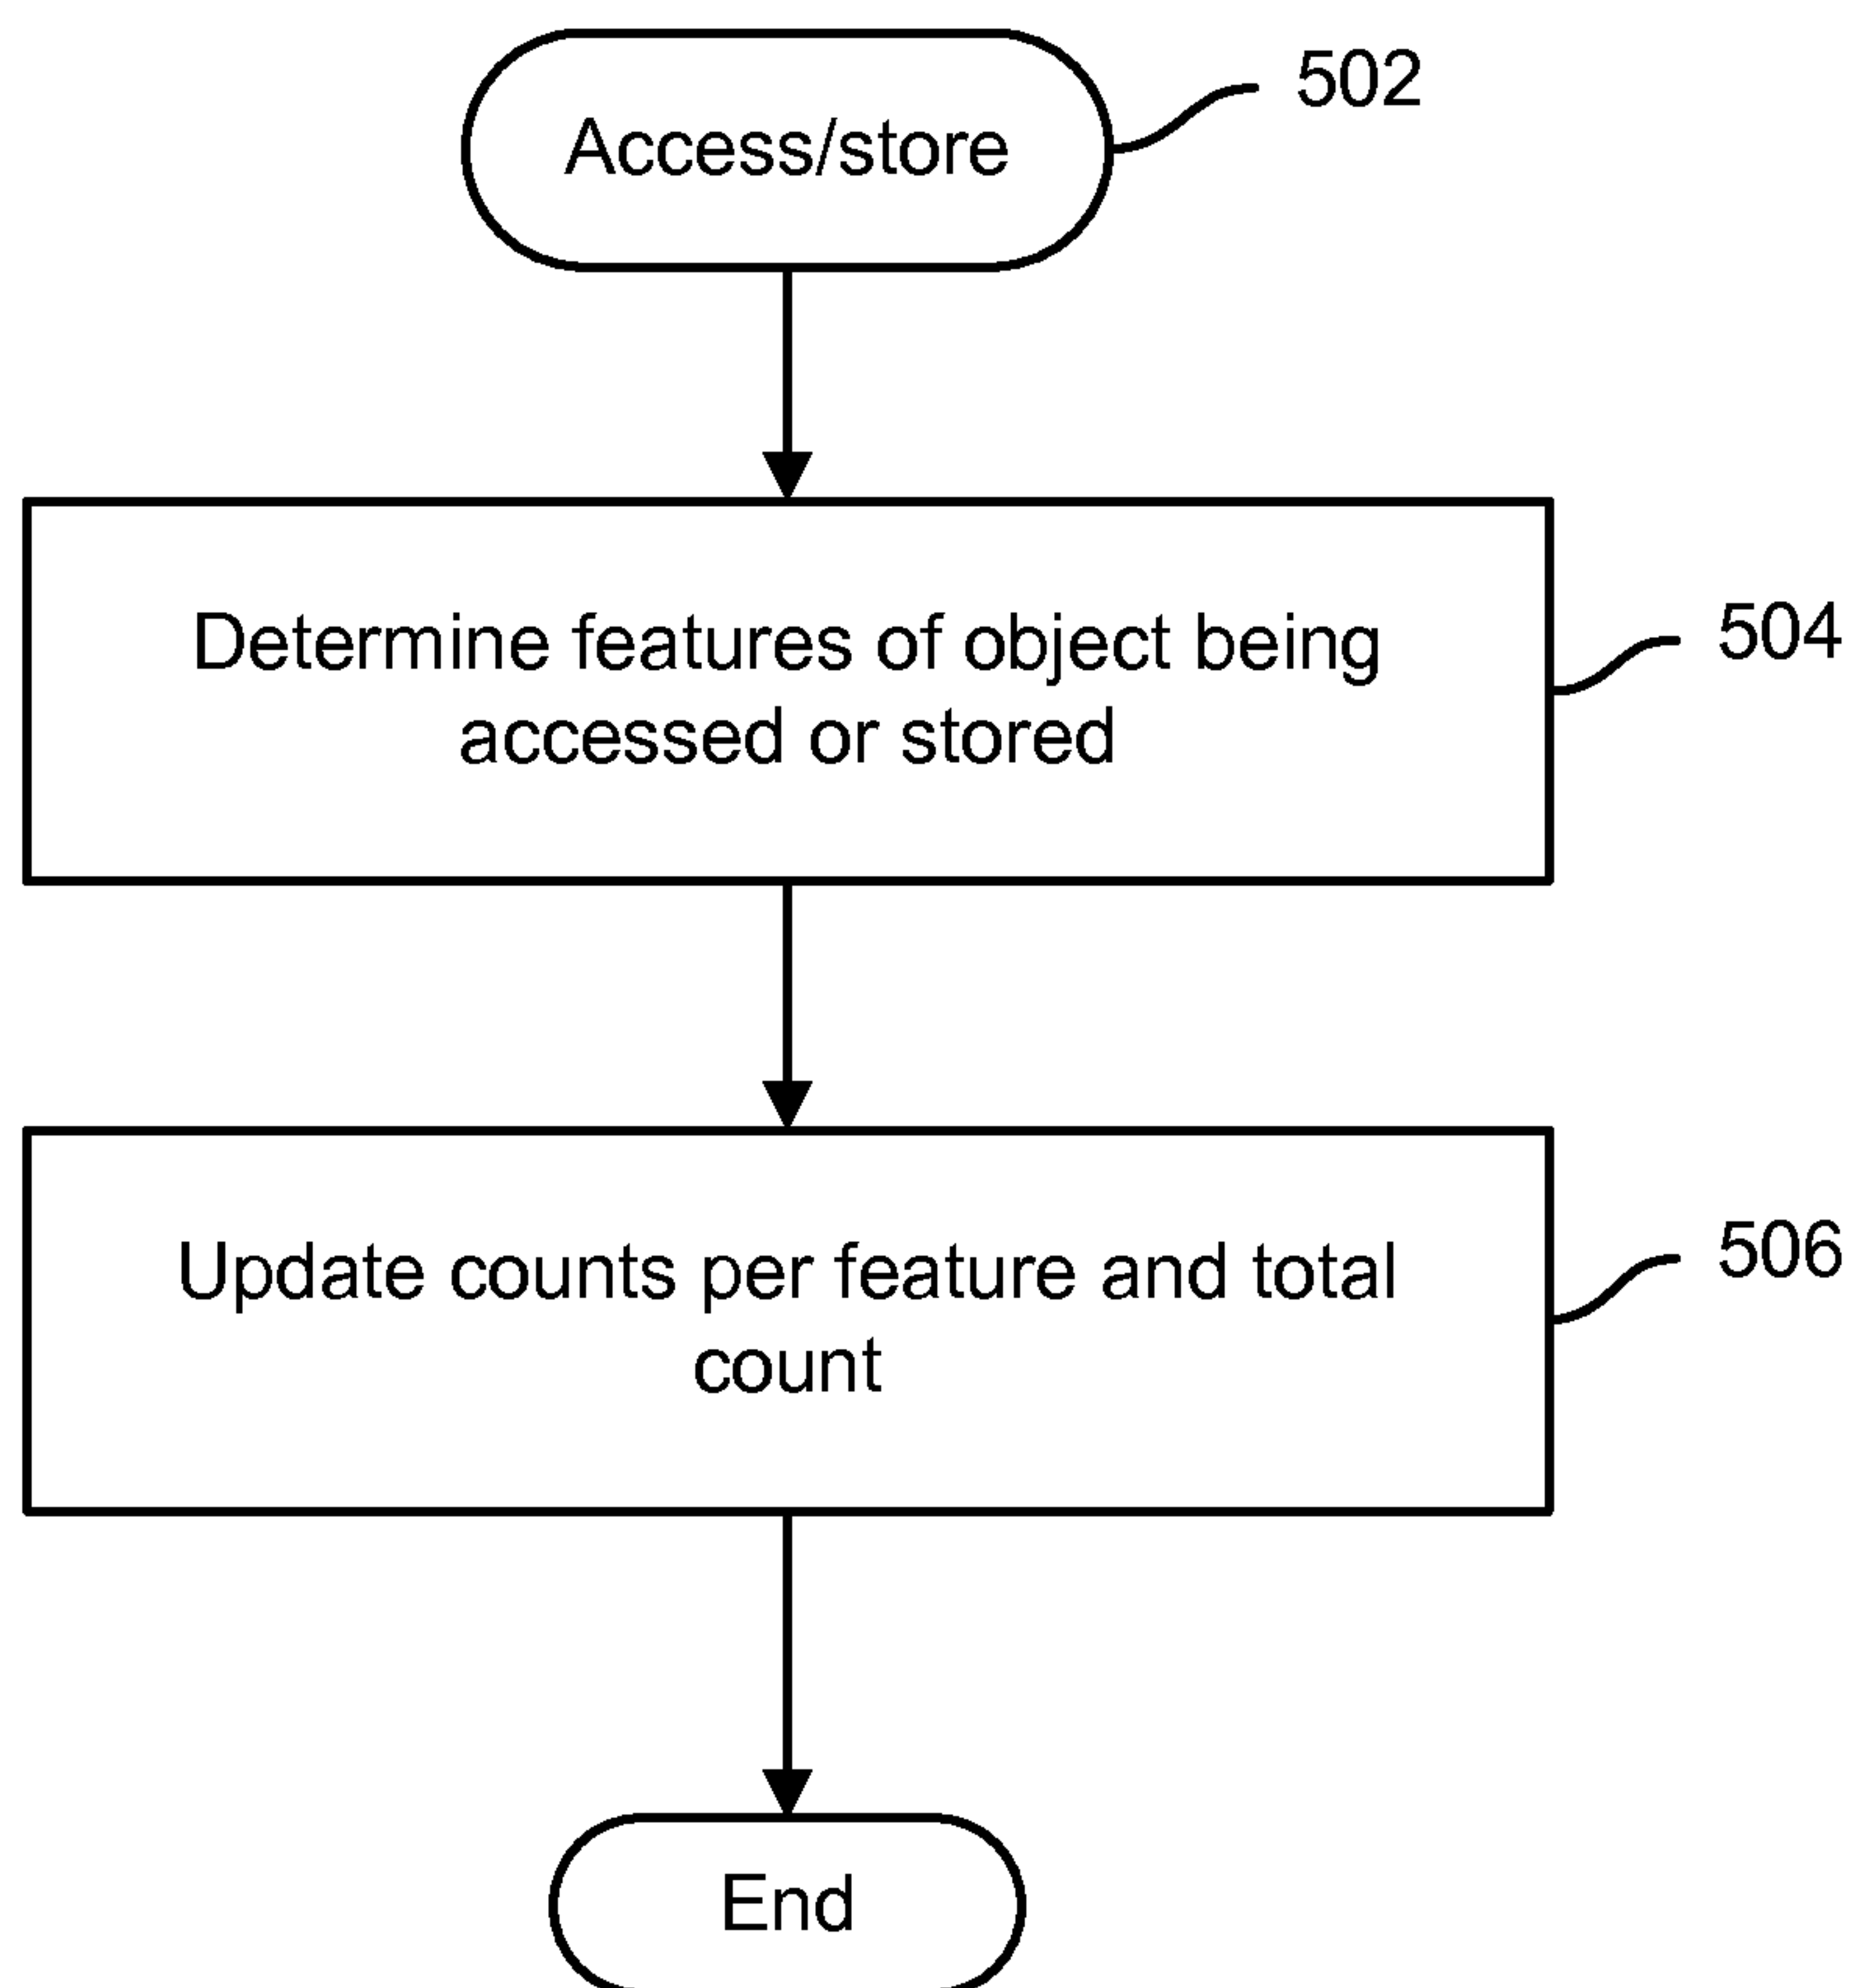 502
Access/store
504
Determine features of object being
accessed or stored
506
Update counts per feature and total
count
End